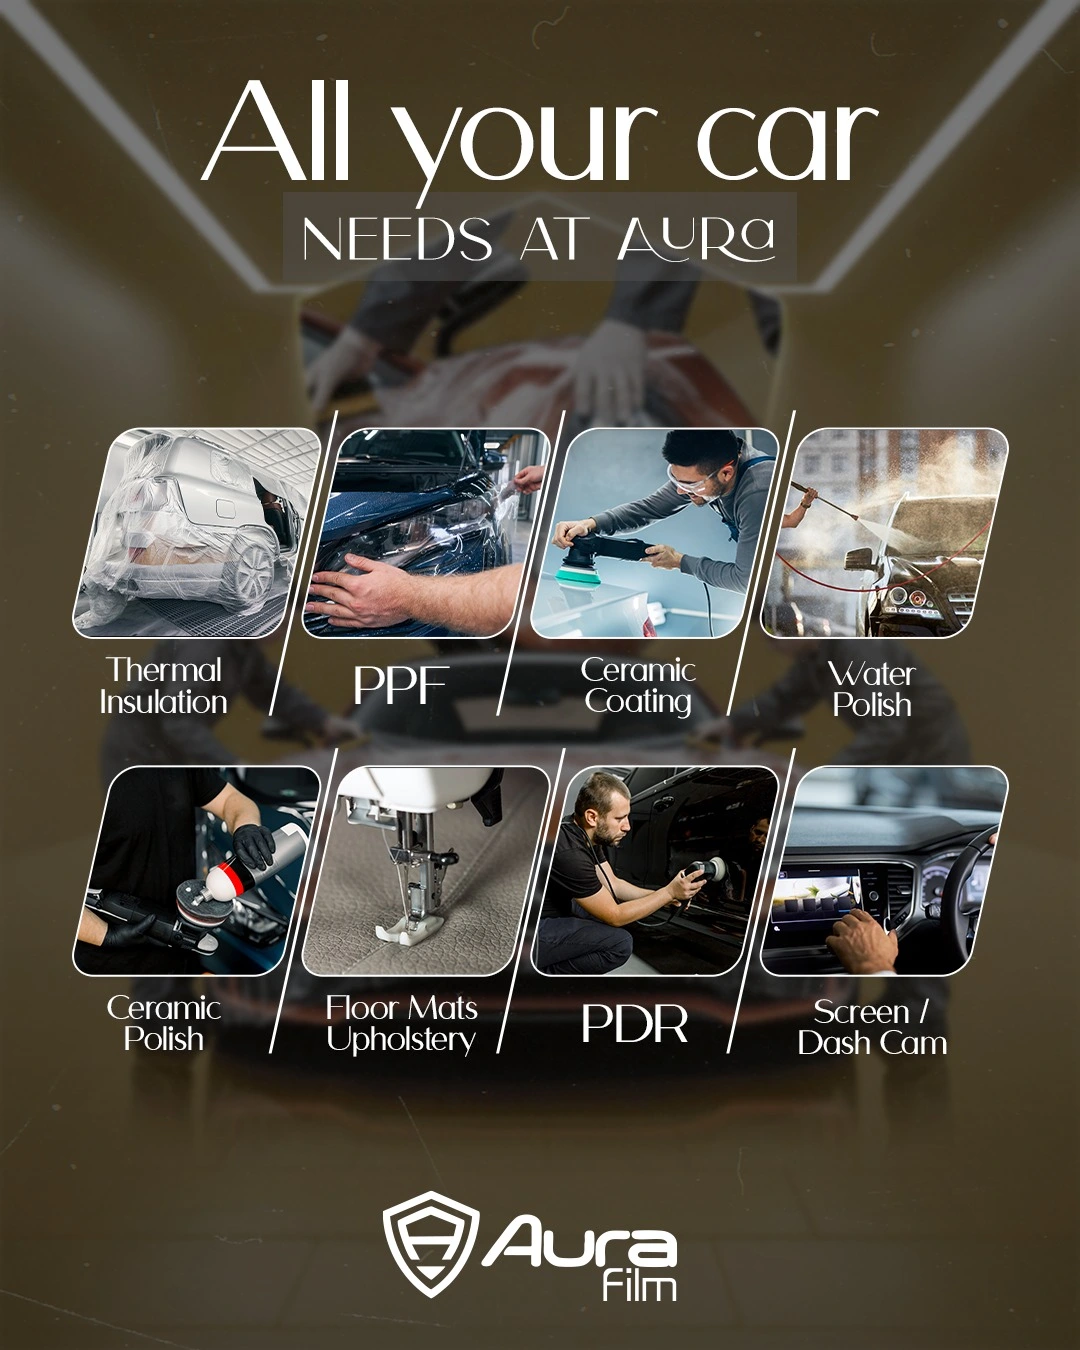 All your car
NEEDS AT AURa
Thermal
Insulation
PPF
Ceramic
Coating
Water
Polish
Ceramic
Polish
Floor Mats
Upholstery
PDR
Screen /
Dash Cam
Aura
Film